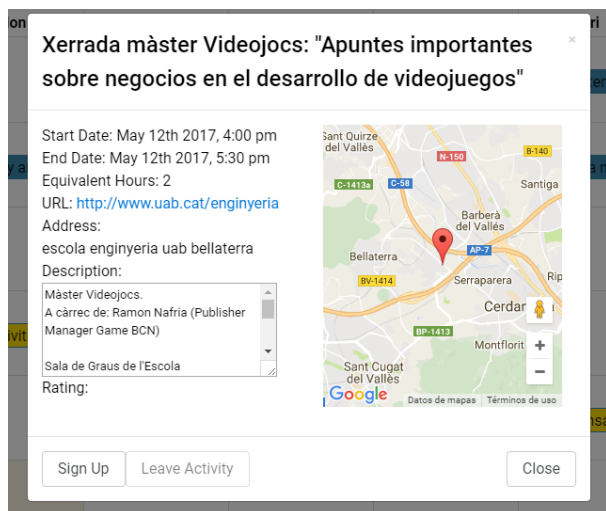 on
ri
Xerrada màster Videojocs: "Apuntes importantes
sobre negocios en el desarrollo de videojuegos"
×
Start Date: May 12th 2017, 4:00 pm
End Date: May 12th 2017, 5:30 pm
Equivalent Hours: 2
URL: http://www.uab.cat/enginyeria
Address:
escola enginyeria uab bellaterra
Description:
Màster Videojocs.
A càrrec de: Ramon Nafria (Publisher
Manager Game BCN)
Sala de Graus de l'Escola
Rating:
Sant Quirze
del Vallès
N-150
B-140
C-1413a
C-58
Santiga
Barberà
del Vallés
Bellaterra
AP-7
BV-1414
Serraparera
Rip
Cerdan
BP-1413
Montflorit
+
Sant Cugat
del Vallès
−
Google
Datos de mapas
Términos de uso
Sign Up
Leave Activity
Close